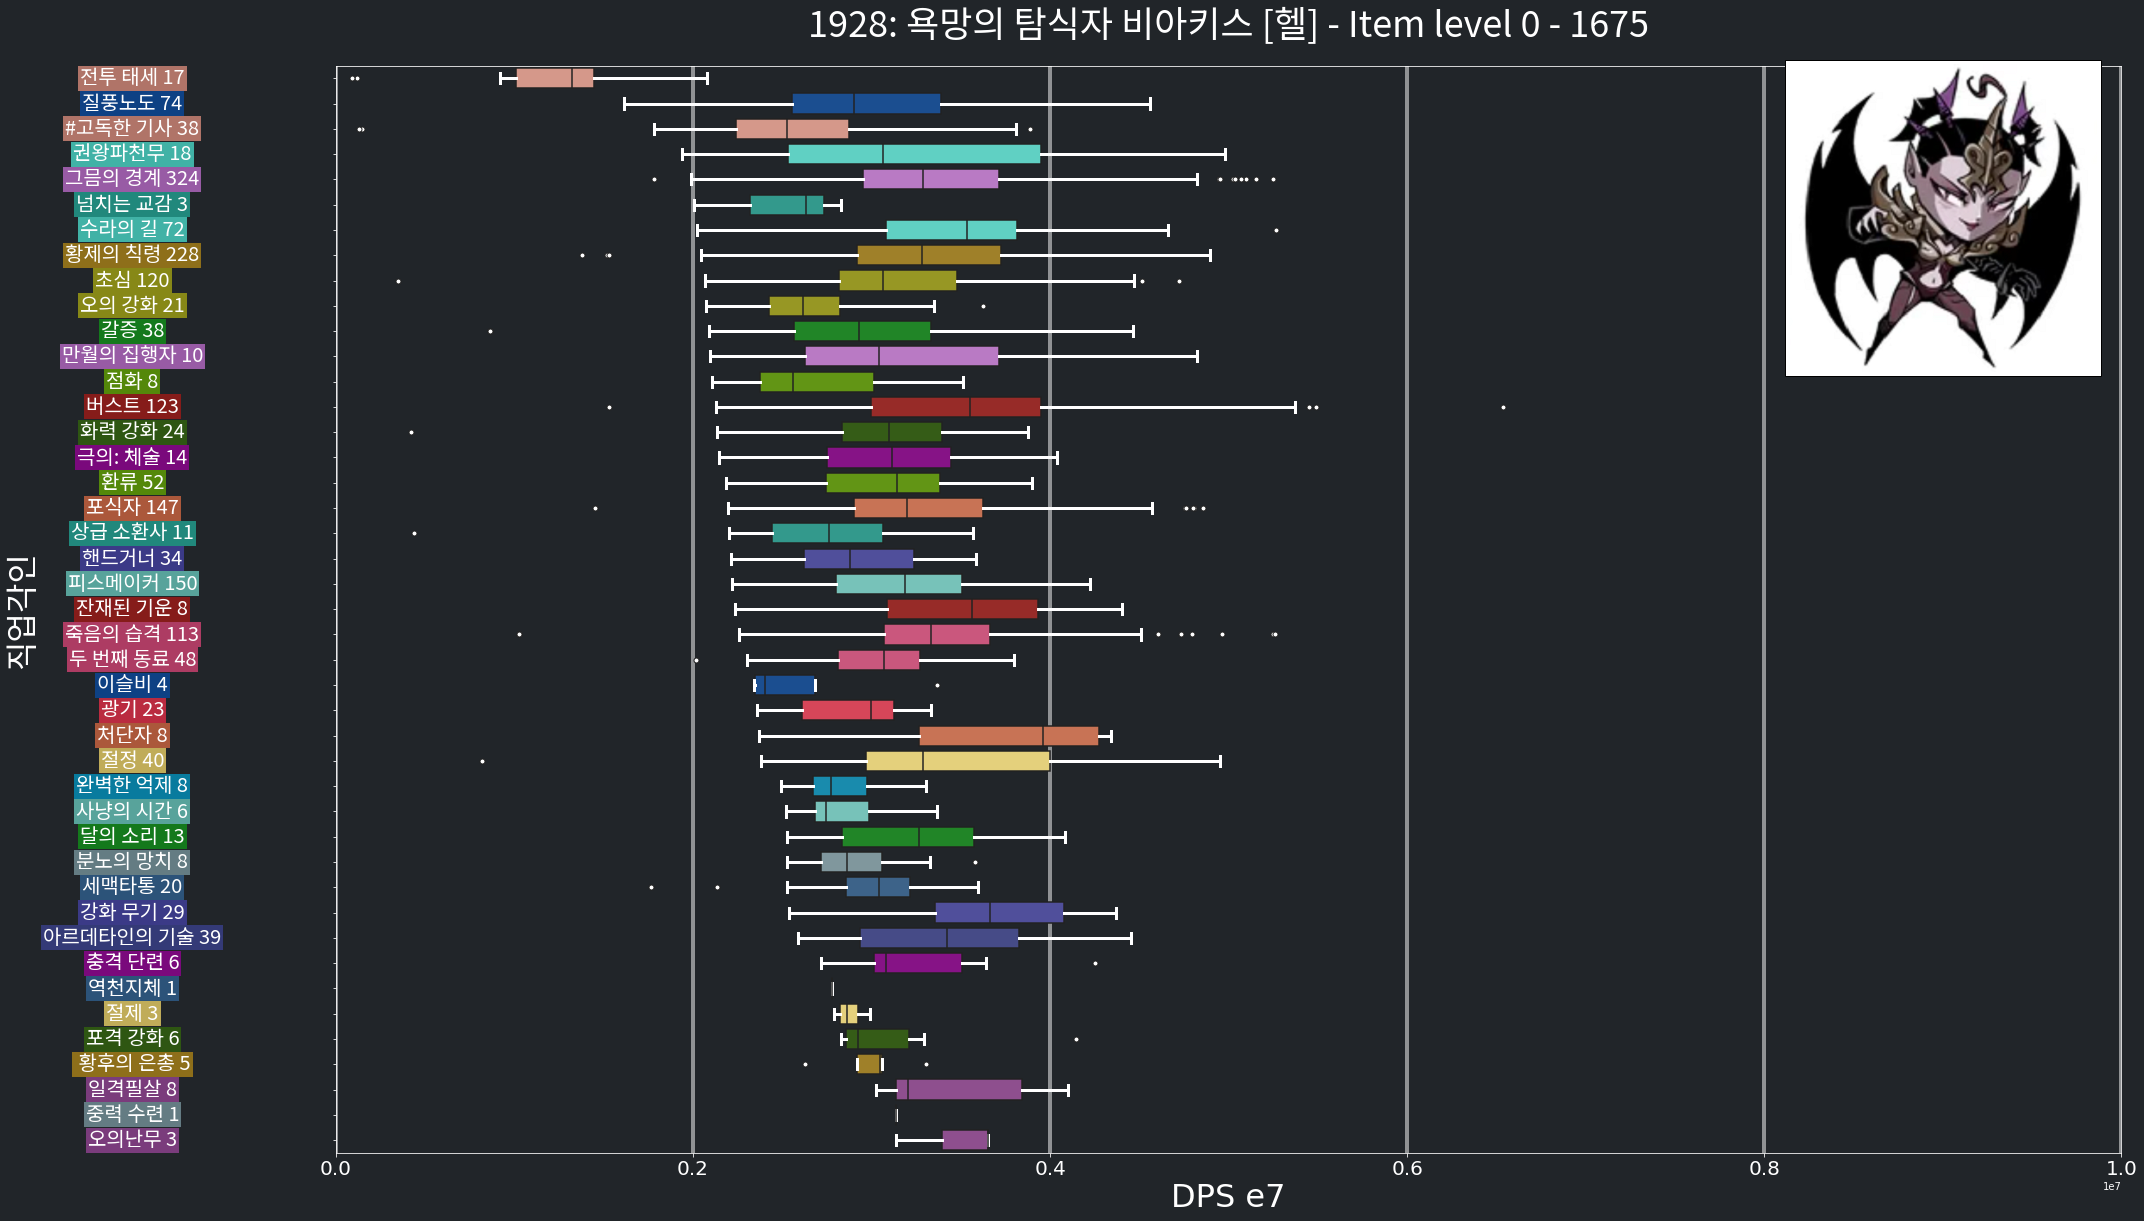 1928: 욕망의 탐식자 비아키스 [헬] - Item level 0 - 1675
전투 태세 17
질풍노도 74
#고독한 기사 38
권왕파천무 18
그믐의 경계 324
넘치는 교감 3
수라의 길 72
황제의 칙령 228
초심 120
오의 강화 21
갈증 38
만월의 집행자 10
점화 8
버스트 123
화력 강화 24
극의: 체술 14
환류 52
포식자 147
상급 소환사 11
핸드거너 34
피스메이커 150
잔재된 기운 8
죽음의 습격 113
두 번째 동료 48
이슬비 4
광기 23
처단자 8
절정 40
완벽한 억제 8
사냥의 시간 6
달의 소리 13
분노의 망치 8
세맥타통 20
강화 무기 29
아르데타인의 기술 39
충격 단련 6
역천지체 1
절제 3
포격 강화 6
황후의 은총 5
일격필살 8
중력 수련 1
오의난무 3
직업각인
0.0 0.2 0.4 0.6 0.8 1.0
1e7
DPS e7